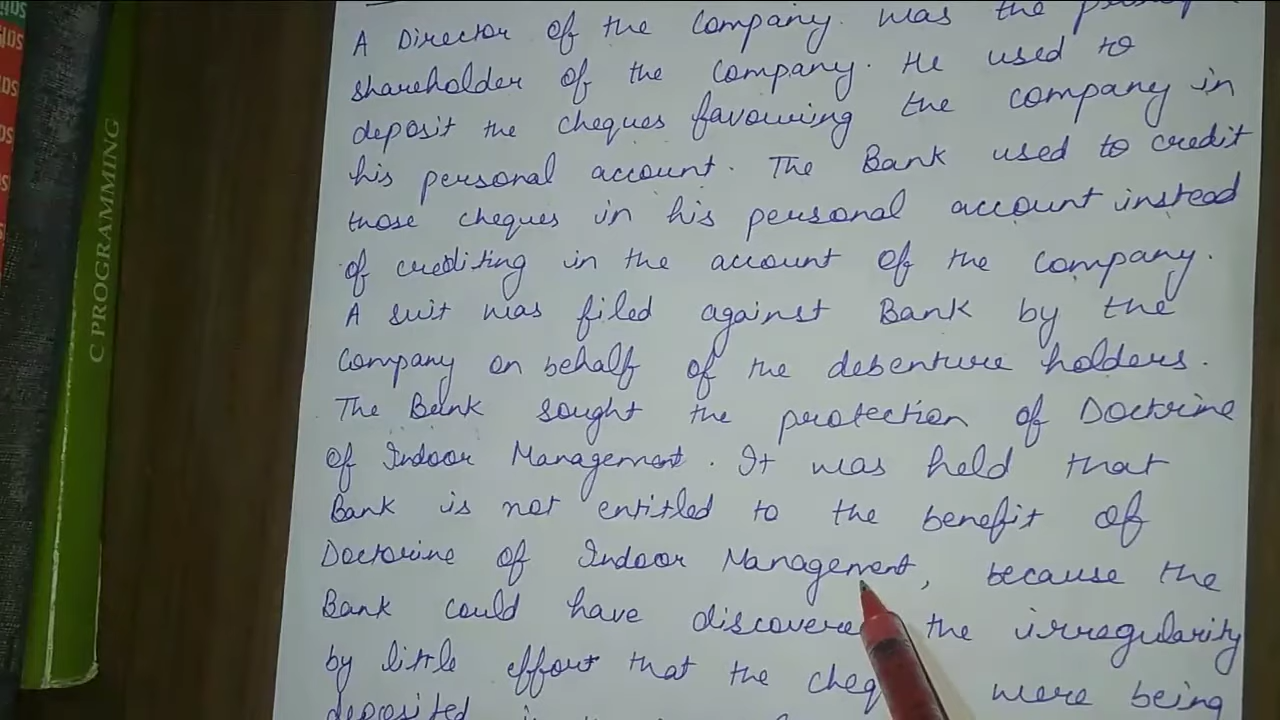 A Director of the Company. was the
shareholder of the Company. He used to
deposit the cheques favouring the company in
his personal account. The Bank used to credit
those cheques in his personal account instead
of crediting in the account of the company.
A suit was filed against Bank by the
Company on behalf of the debenture holders.
The Bank sought the protection of Doctrine
of Indoor Management. It was held that
Bank is not entitled to the benefit of
Doctrine of Indoor Management, because the
Bank could have discovere the irregularity
by little effort that the cheq were being
deposited
C PROGRAMMING